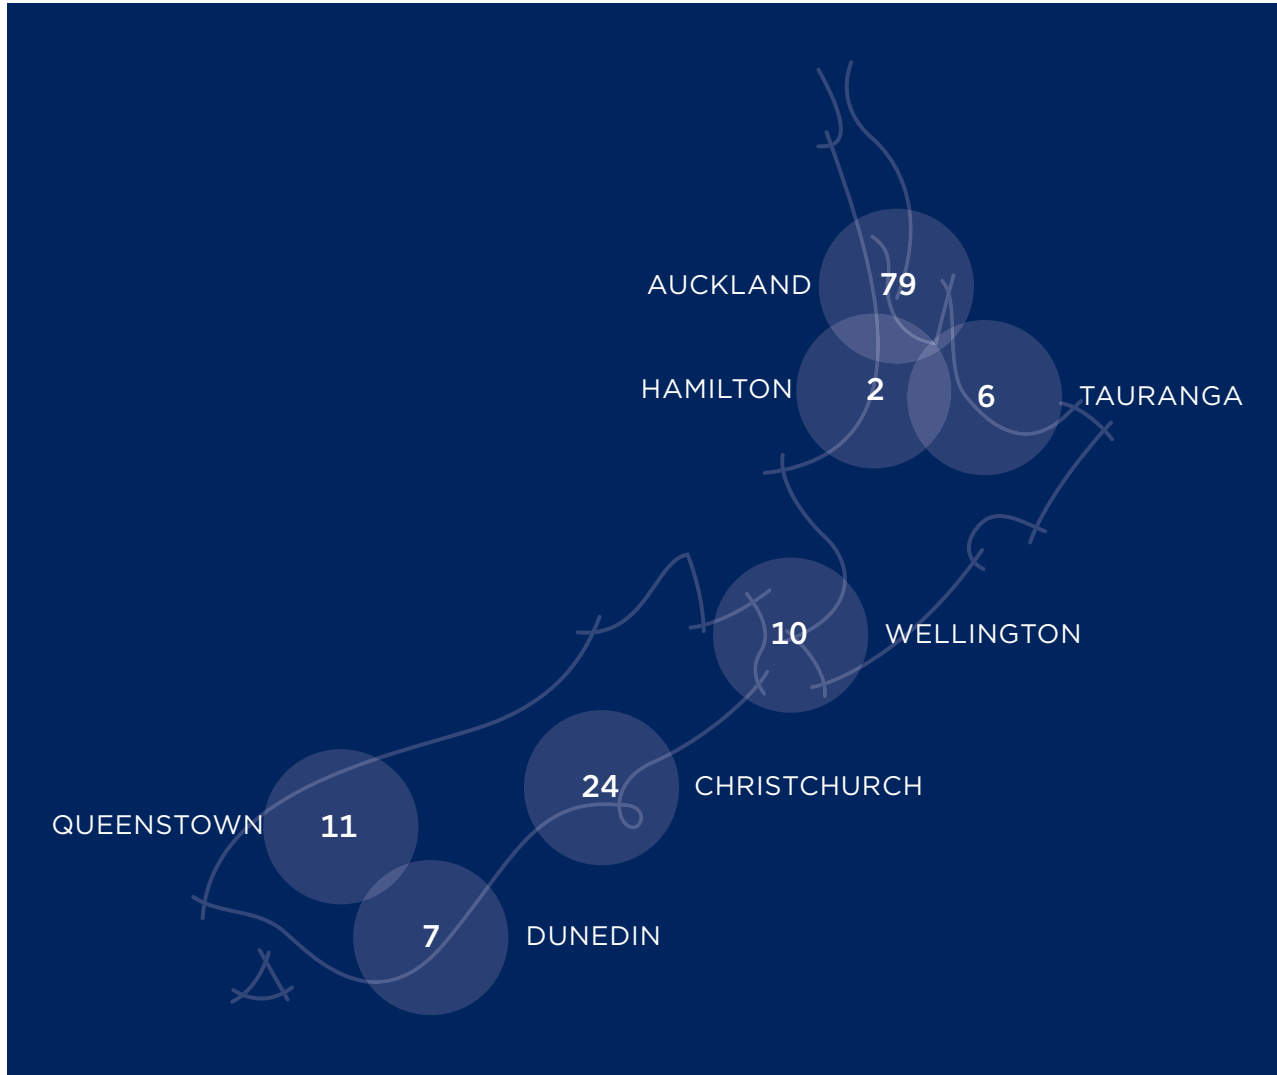 AUCKLAND 79
HAMILTON 2 6 TAURANGA
10 WELLINGTON
24 CHRISTCHURCH
QUEENSTOWN 11
7 DUNEDIN